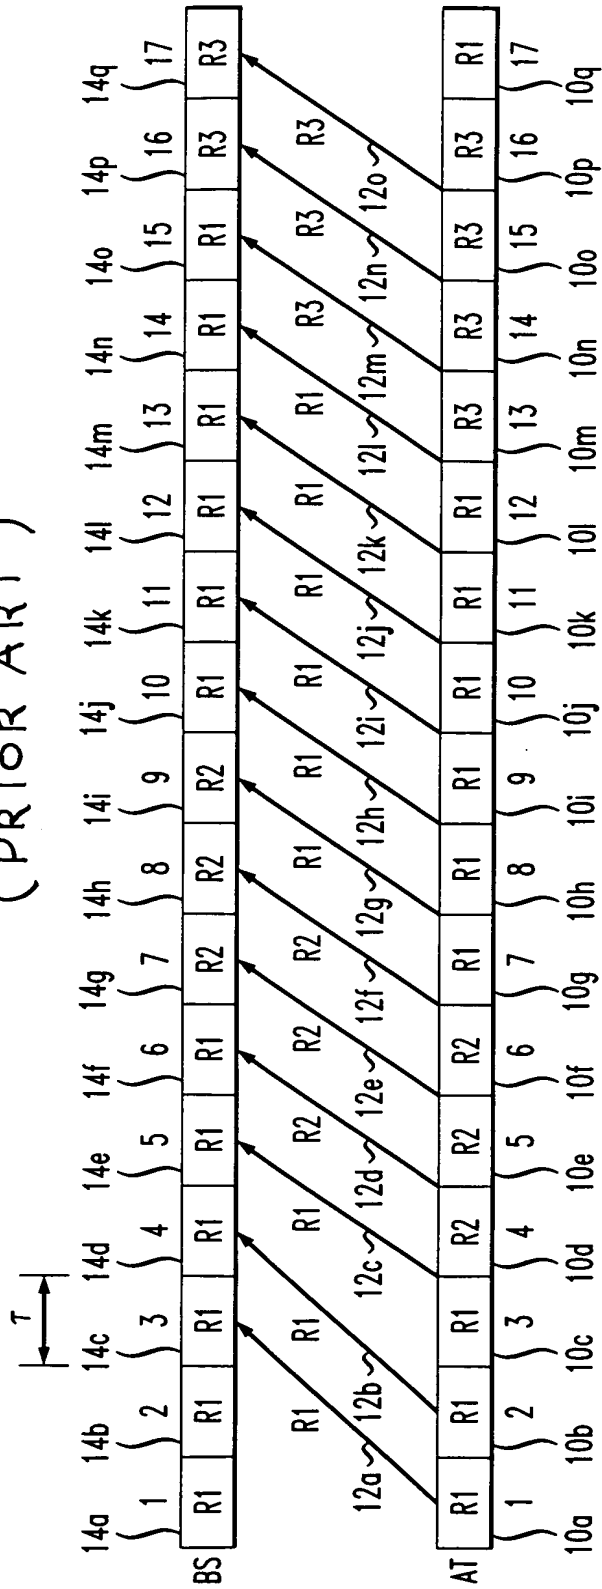 (PRIOR ART)
τ
14a 14b 14c 14d 14e 14f 14g 14h 14i 14j 14k 14l 14m 14n 14o 14p 14q
1 2 3 4 5 6 7 8 9 10 11 12 13 14 15 16 17
BS R1 R1 R1 R1 R1 R1 R2 R2 R2 R1 R1 R1 R1 R1 R1 R3 R3
R1 R1 R1 R2 R2 R2 R1 R1 R1 R1 R1 R1 R3 R3 R3
12a 12b 12c 12d 12e 12f 12g 12h 12i 12j 12k 12l 12m 12n 12o
AT R1 R1 R1 R2 R2 R2 R1 R1 R1 R1 R1 R1 R3 R3 R3 R3 R1
1 2 3 4 5 6 7 8 9 10 11 12 13 14 15 16 17
10a 10b 10c 10d 10e 10f 10g 10h 10i 10j 10k 10l 10m 10n 10o 10p 10q